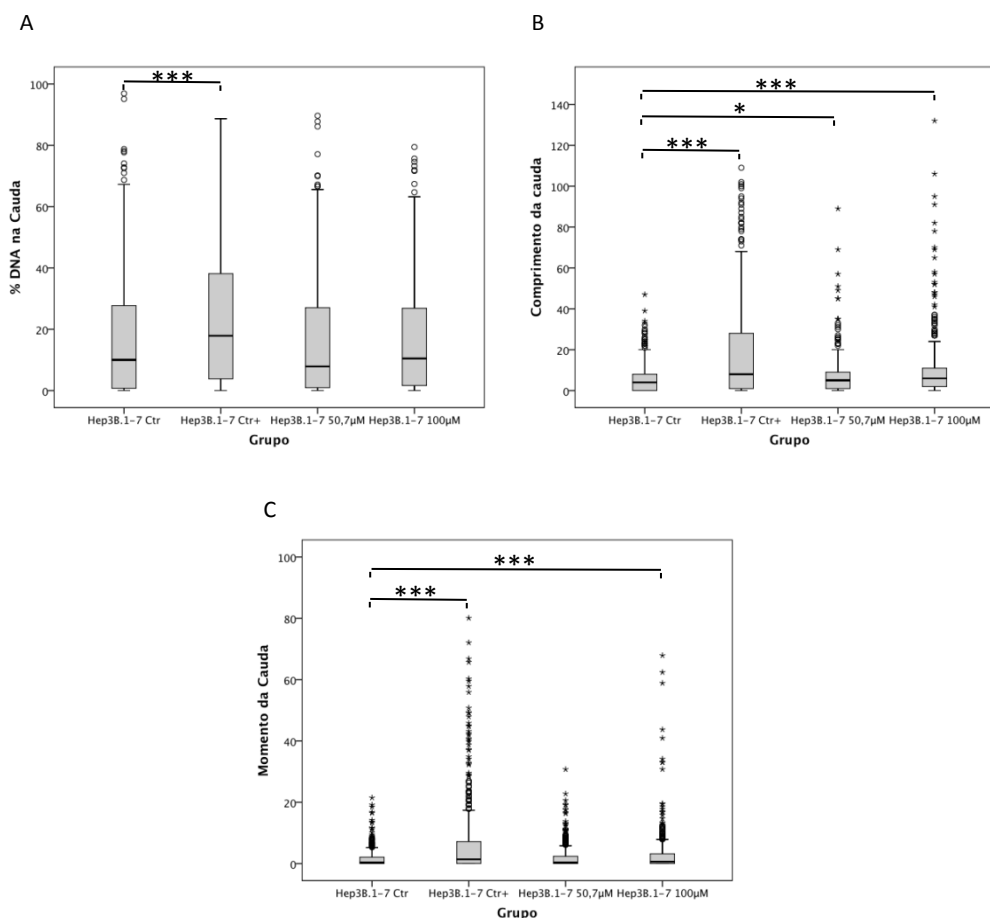 A
% DNA na Cauda
100
80
60
40
20
0
***
Hep3B.1-7 Ctr
Hep3B.1-7 Ctr+
Hep3B.1-7 50,7µM
Hep3B.1-7 100µM
Grupo
B
Comprimento da cauda
140
120
100
80
60
40
20
0
***
*
***
Hep3B.1-7 Ctr
Hep3B.1-7 Ctr+
Hep3B.1-7 50,7µM
Hep3B.1-7 100µM
Grupo
C
Momento da Cauda
100
80
60
40
20
0
***
***
Hep3B.1-7 Ctr
Hep3B.1-7 Ctr+
Hep3B.1-7 50,7µM
Hep3B.1-7 100µM
Grupo